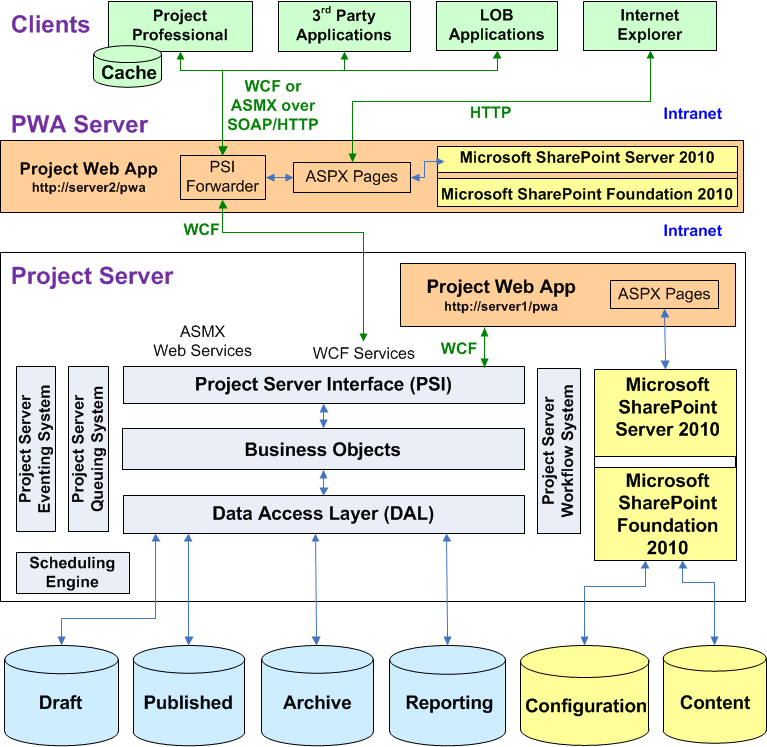 Clients
Project
Professional
Cache
3rd Party
Applications
LOB
Applications
Internet
Explorer
WCF or
ASMX over
SOAP/HTTP
HTTP
Intranet
PWA Server
Project Web App
http://server2/pwa
PSI
Forwarder
ASPX Pages
Microsoft SharePoint Server 2010
Microsoft SharePoint Foundation 2010
WCF
Intranet
Project Server
Project Web App
http://server1/pwa
ASPX Pages
ASMX
Web Services
WCF Services
WCF
Project Server
Eventing System
Project Server
Queuing System
Project Server Interface (PSI)
Business Objects
Data Access Layer (DAL)
Project Server
Workflow System
Microsoft
SharePoint
Server 2010
Microsoft
SharePoint
Foundation
2010
Scheduling
Engine
Draft
Published
Archive
Reporting
Configuration
Content